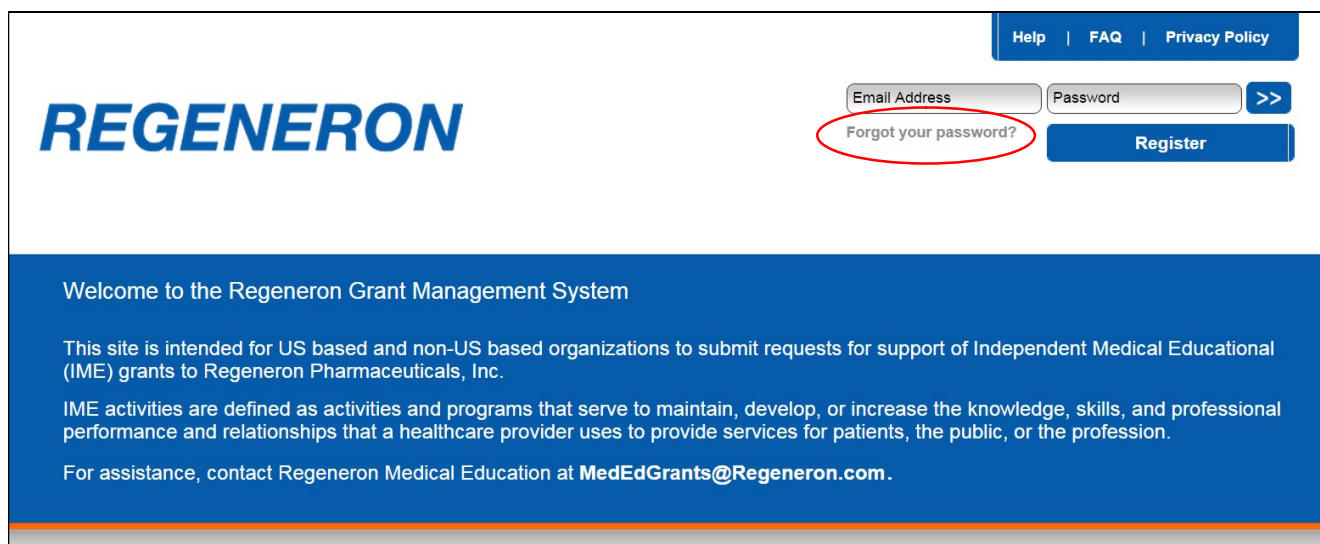 Help | FAQ | Privacy Policy
REGENERON
Email Address Password >>
Forgot your password? Register
Welcome to the Regeneron Grant Management System
This site is intended for US based and non-US based organizations to submit requests for support of Independent Medical Educational
(IME) grants to Regeneron Pharmaceuticals, Inc.
IME activities are defined as activities and programs that serve to maintain, develop, or increase the knowledge, skills, and professional
performance and relationships that a healthcare provider uses to provide services for patients, the public, or the profession.
For assistance, contact Regeneron Medical Education at MedEdGrants@Regeneron.com.